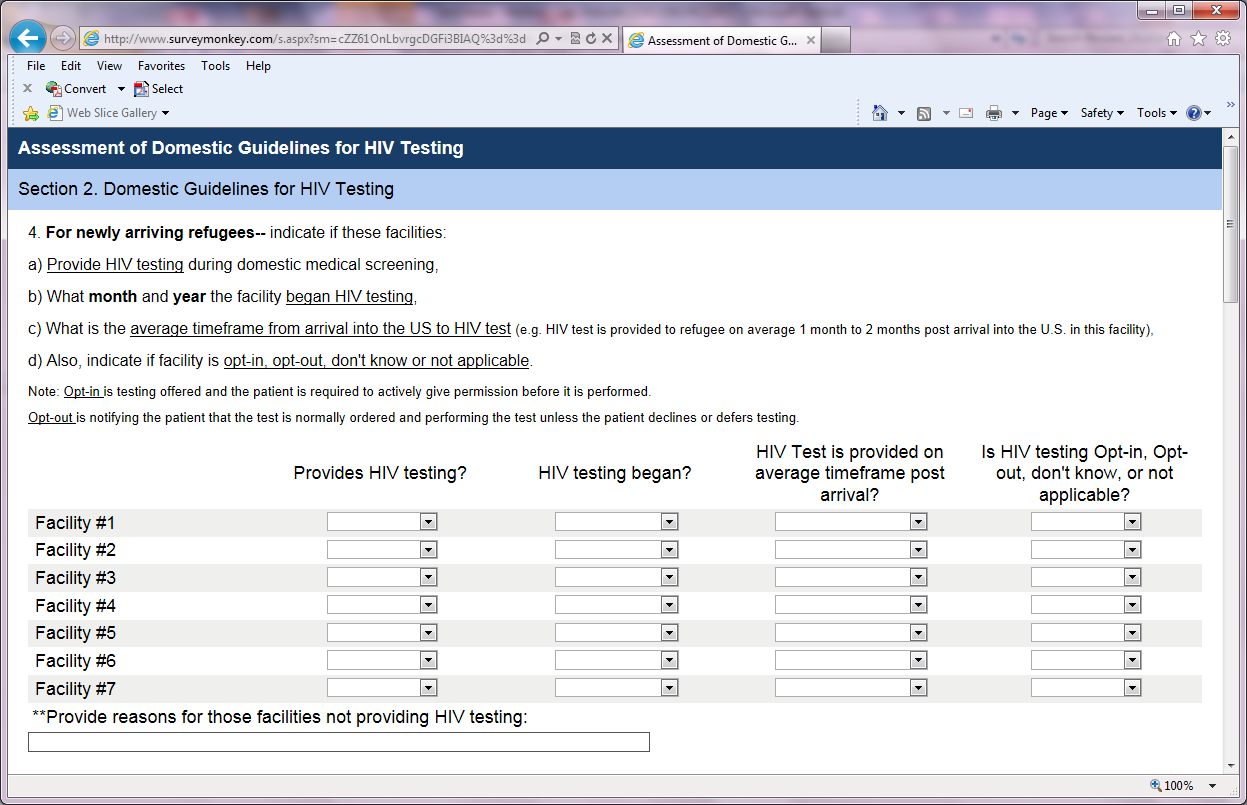 http://www.surveymonkey.com/s.aspx?sm=cZZ61OnLbvrgcDGFi3BIAQ%3d%3d
Assessment of Domestic G...
File Edit View Favorites Tools Help
Convert Select
Web Slice Gallery
Page Safety Tools
Assessment of Domestic Guidelines for HIV Testing
Section 2. Domestic Guidelines for HIV Testing
4. For newly arriving refugees-- indicate if these facilities:
a) Provide HIV testing during domestic medical screening,
b) What month and year the facility began HIV testing,
c) What is the average timeframe from arrival into the US to HIV test (e.g. HIV test is provided to refugee on average 1 month to 2 months post arrival into the U.S. in this facility),
d) Also, indicate if facility is opt-in, opt-out, don't know or not applicable.
Note: Opt-in is testing offered and the patient is required to actively give permission before it is performed.
Opt-out is notifying the patient that the test is normally ordered and performing the test unless the patient declines or defers testing.
Provides HIV testing?
HIV testing began?
HIV Test is provided on
average timeframe post
arrival?
Is HIV testing Opt-in, Opt-
out, don't know, or not
applicable?
Facility #1
Facility #2
Facility #3
Facility #4
Facility #5
Facility #6
Facility #7
**Provide reasons for those facilities not providing HIV testing:
100%